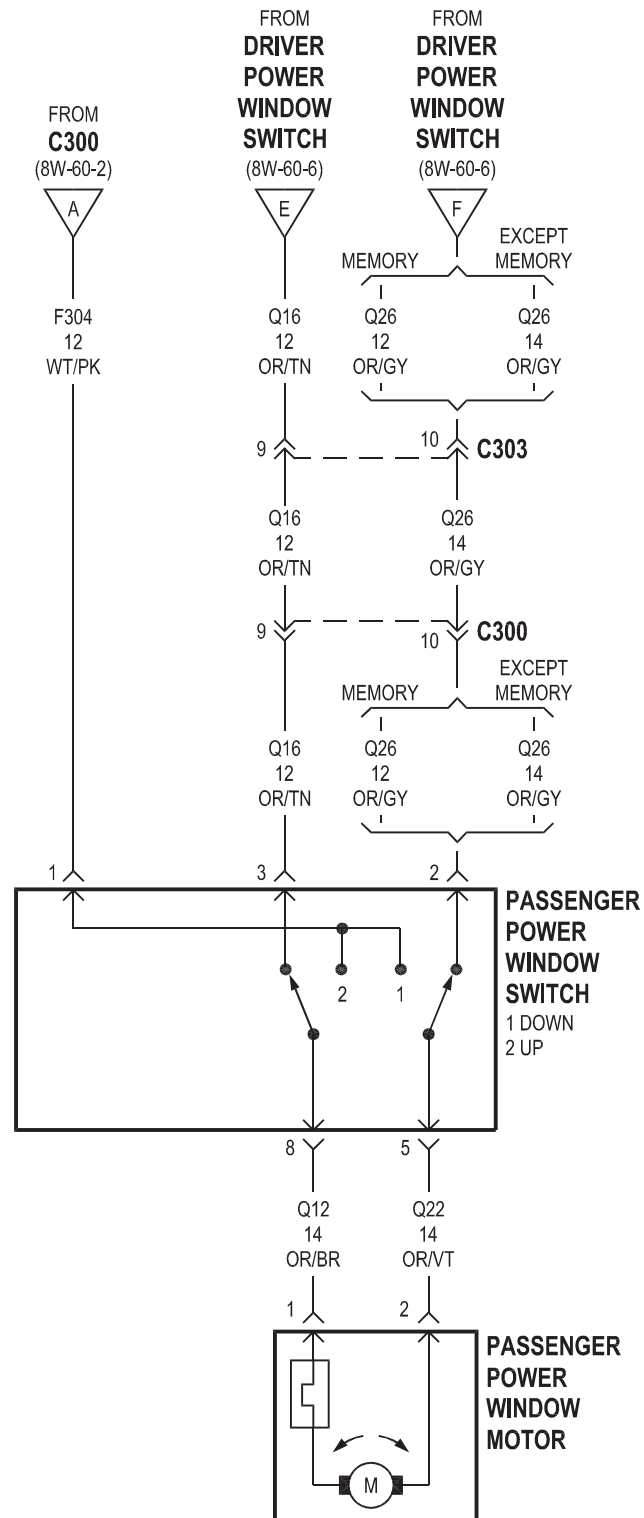 FROM
C300
(8W-60-2)
A
FROM
DRIVER
POWER
WINDOW
SWITCH
(8W-60-6)
E
FROM
DRIVER
POWER
WINDOW
SWITCH
(8W-60-6)
F
MEMORY
EXCEPT
MEMORY
F304
12
WT/PK
Q16
12
OR/TN
Q26
12
OR/GY
Q26
14
OR/GY
9
10
C303
Q16
12
OR/TN
Q26
14
OR/GY
9
10
C300
MEMORY
EXCEPT
MEMORY
Q16
12
OR/TN
Q26
12
OR/GY
Q26
14
OR/GY
1
3
2
PASSENGER
POWER
WINDOW
SWITCH
1 DOWN
2 UP
2
1
8
5
Q12
14
OR/BR
Q22
14
OR/VT
1
2
PASSENGER
POWER
WINDOW
MOTOR
M